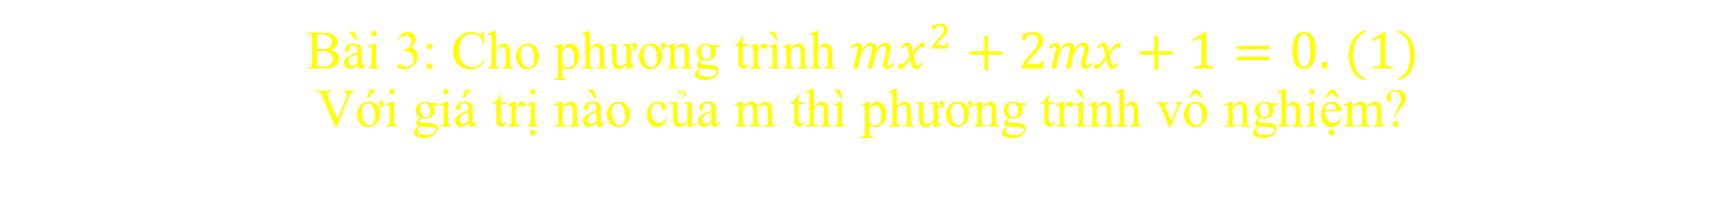 Bài 3: Cho phương trình 𝑚𝑥² + 2𝑚𝑥 + 1 = 0. (1)
Với giá trị nào của m thì phương trình vô nghiệm?